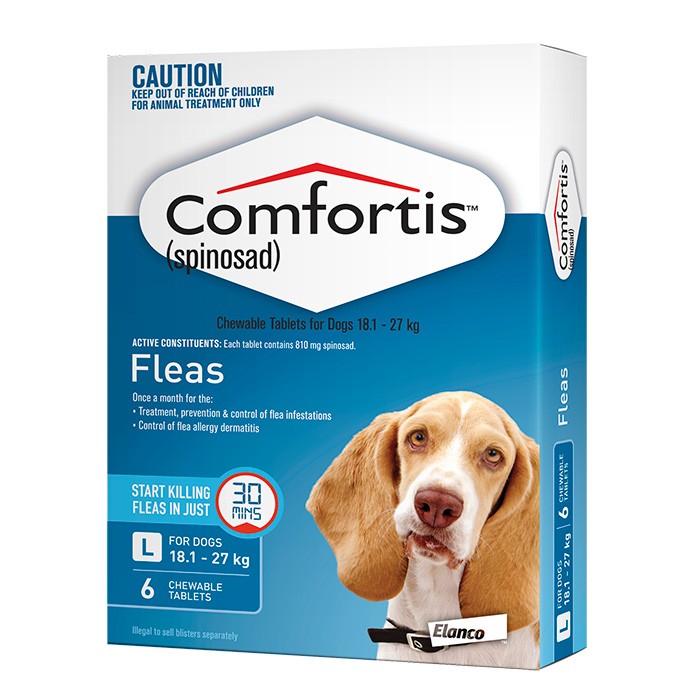 CAUTION
KEEP OUT OF REACH OF CHILDREN
FOR ANIMAL TREATMENT ONLY
Comfortis™
(spinosad)
Chewable Tablets for Dogs 18.1 - 27 kg
ACTIVE CONSTITUENTS: Each tablet contains 810 mg spinosad.
Fleas
Once a month for the:
• Treatment, prevention & control of flea infestations
• Control of flea allergy dermatitis
START KILLING
FLEAS IN JUST
30
MINS
L
FOR DOGS
18.1 - 27 kg
6
CHEWABLE
TABLETS
Illegal to sell blisters separately
Elanco
Comfortis™
(spinosad)
Fleas
L
FOR DOGS
18.1 - 27 kg
6
CHEWABLE
TABLETS